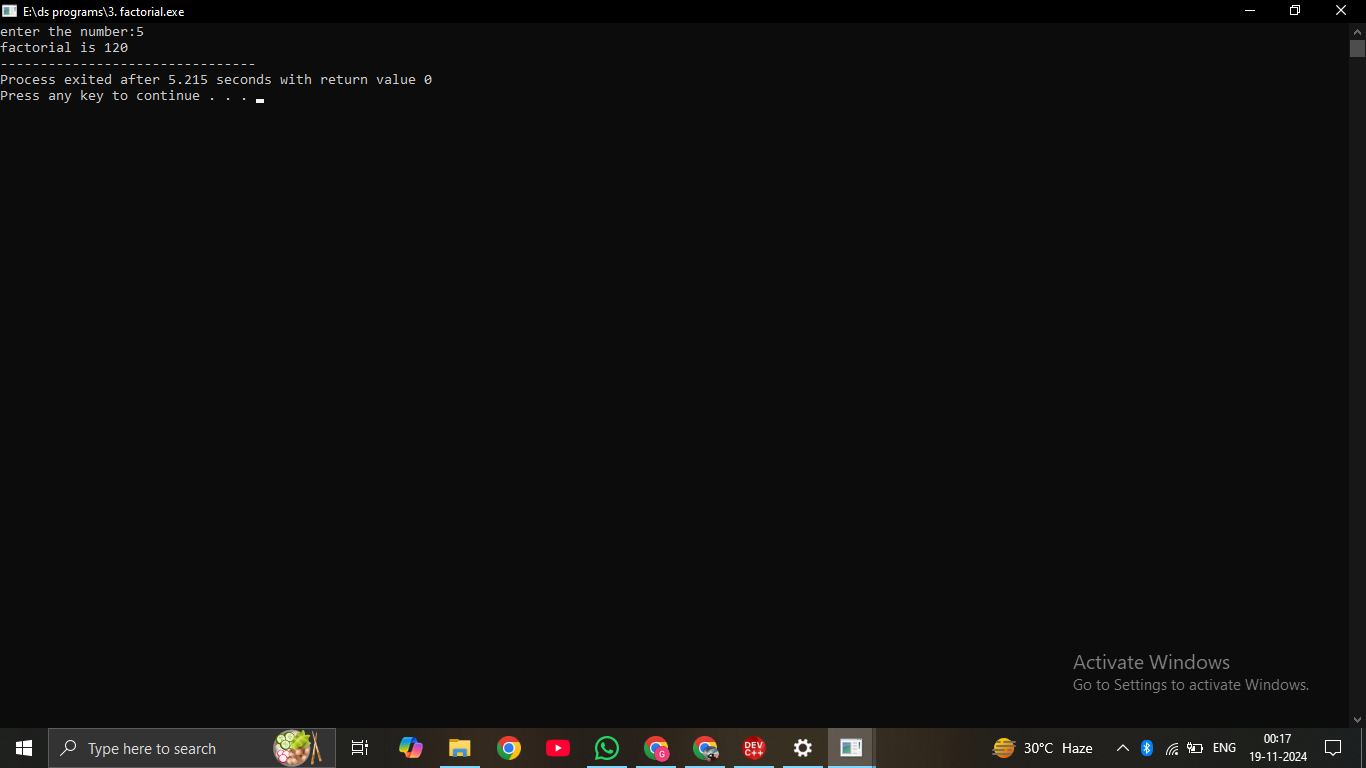 E:\ds programs\3. factorial.exe
enter the number:5
factorial is 120
--------------------------------
Process exited after 5.215 seconds with return value 0
Press any key to continue . . .
Activate Windows
Go to Settings to activate Windows.
Type here to search
G
DEV
C++
30°C Haze
ENG
00:17
19-11-2024